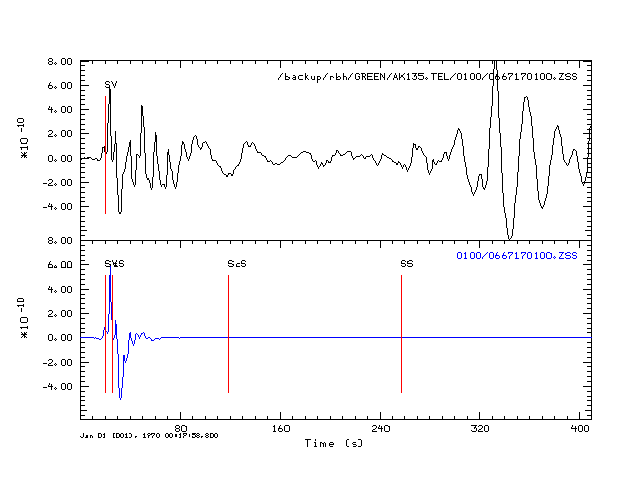 8.00
/backup/rbh/GREEN/AK135.TEL/0100/0667170100.ZSS
SV
6.00
4.00
2.00
0.00
-2.00
-4.00
*10 -10
8.00
0100/0667170100.ZSS
SV
ScS
SS
6.00
4.00
2.00
0.00
-2.00
-4.00
*10 -10
80
160
240
320
400
Jan 01 (001), 1970 00:17:58.800
Time (s)